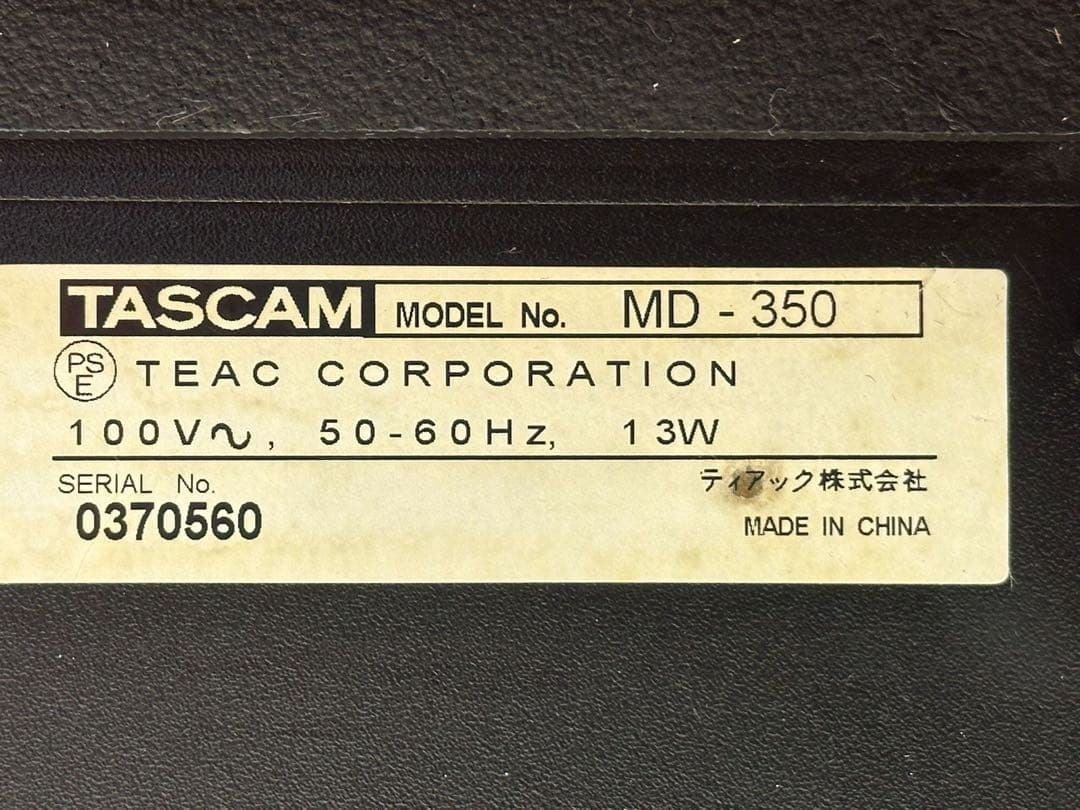 TASCAM MODEL No. MD - 350
PSE TEAC CORPORATION
100V∿, 50-60Hz, 13W
SERIAL No. ティアック株式会社
0370560 MADE IN CHINA